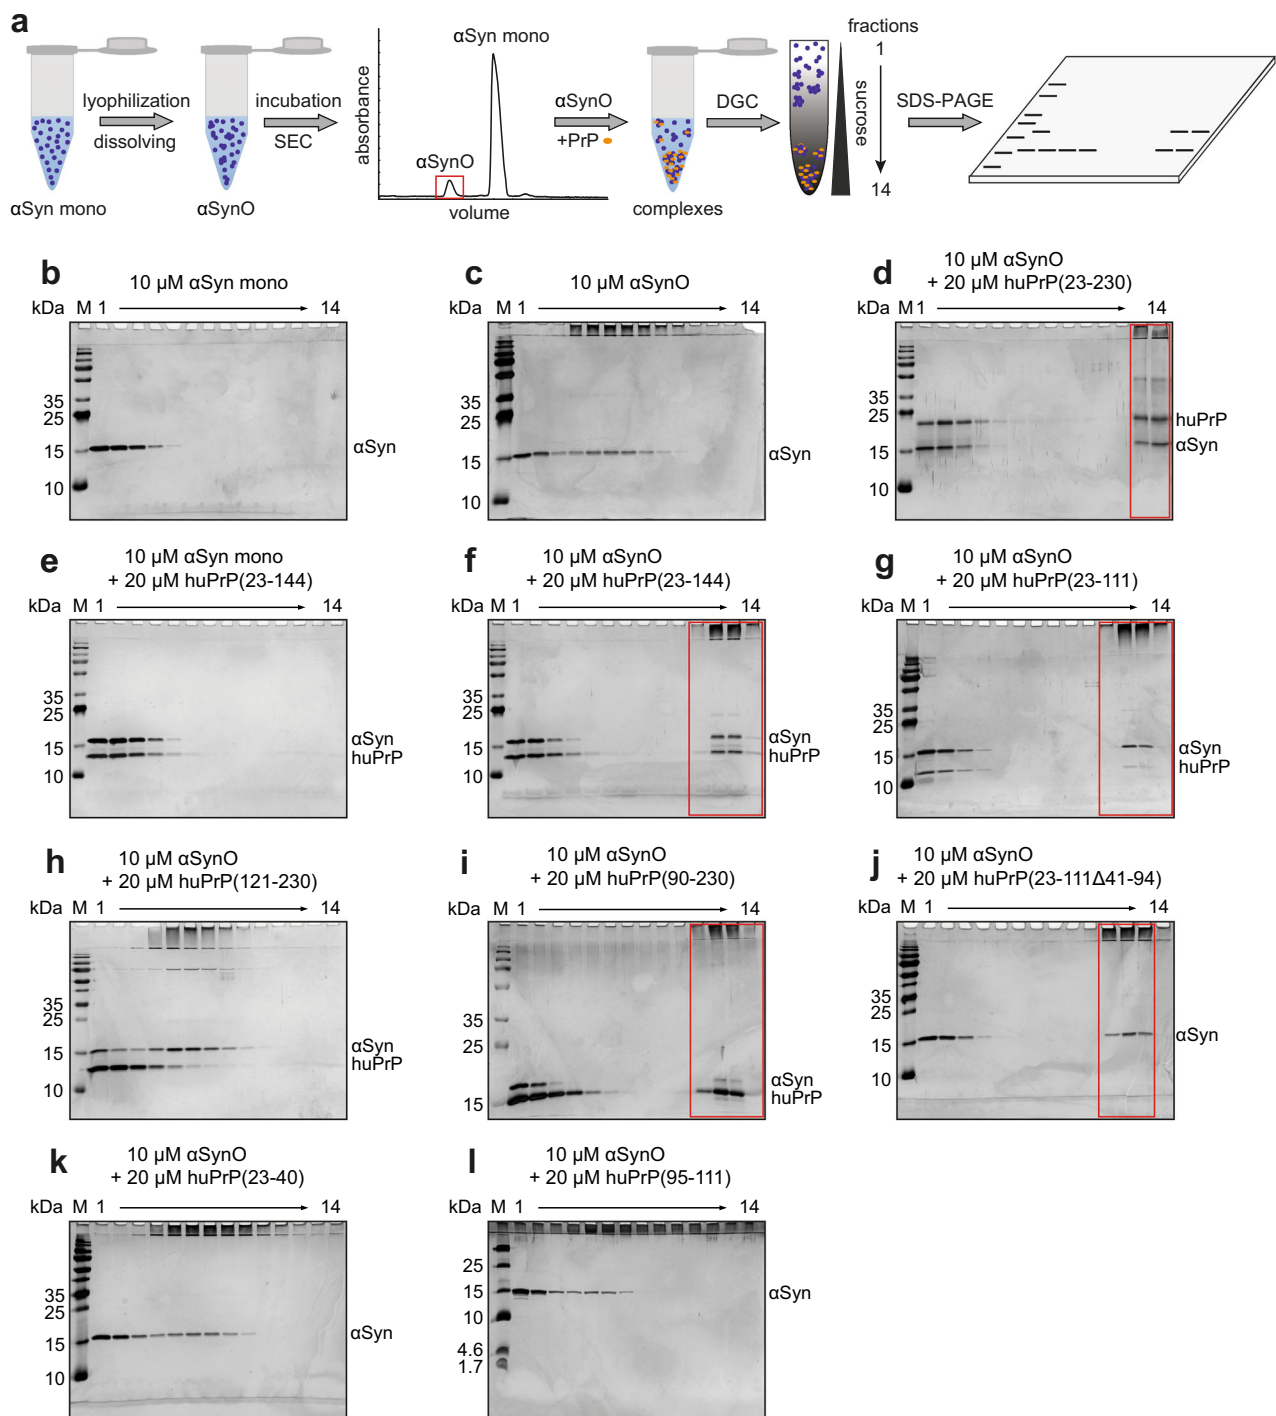 a
αSyn mono
lyophilization
dissolving
αSynO
incubation
SEC
absorbance
αSynO
αSyn mono
volume
αSynO
+PrP
complexes
DGC
fractions
1
sucrose
14
SDS-PAGE
b
10 µM αSyn mono
kDa M 1 14
35
25
15
10
αSyn
c
10 µM αSynO
kDa M 1 14
35
25
15
10
αSyn
d
10 µM αSynO
+ 20 µM huPrP(23-230)
kDa M 1 14
35
25
15
10
huPrP
αSyn
e
10 µM αSyn mono
+ 20 µM huPrP(23-144)
kDa M 1 14
35
25
15
10
αSyn
huPrP
f
10 µM αSynO
+ 20 µM huPrP(23-144)
kDa M 1 14
35
25
15
10
αSyn
huPrP
g
10 µM αSynO
+ 20 µM huPrP(23-111)
kDa M 1 14
35
25
15
10
αSyn
huPrP
h
10 µM αSynO
+ 20 µM huPrP(121-230)
kDa M 1 14
35
25
15
10
αSyn
huPrP
i
10 µM αSynO
+ 20 µM huPrP(90-230)
kDa M 1 14
35
25
15
αSyn
huPrP
j
10 µM αSynO
+ 20 µM huPrP(23-111Δ41-94)
kDa M 1 14
35
25
15
10
αSyn
k
10 µM αSynO
+ 20 µM huPrP(23-40)
kDa M 1 14
35
25
15
10
αSyn
l
10 µM αSynO
+ 20 µM huPrP(95-111)
kDa M 1 14
25
15
10
4.6
1.7
αSyn